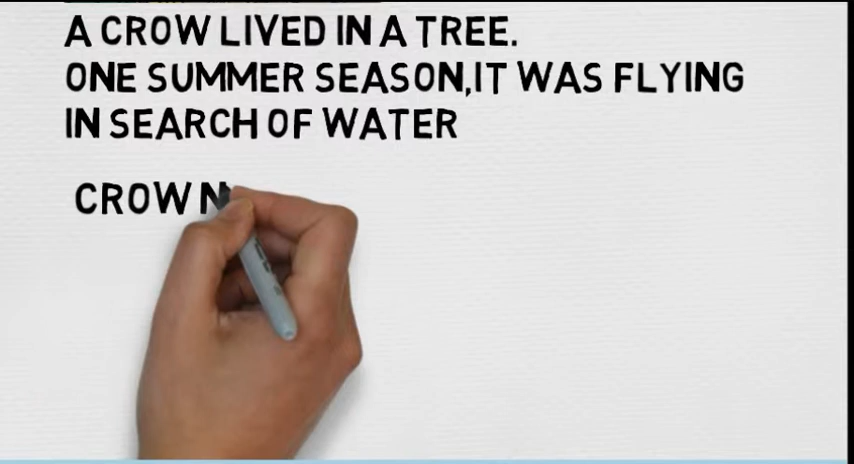 A CROW LIVED IN A TREE.
ONE SUMMER SEASON,IT WAS FLYING
IN SEARCH OF WATER
CROW N